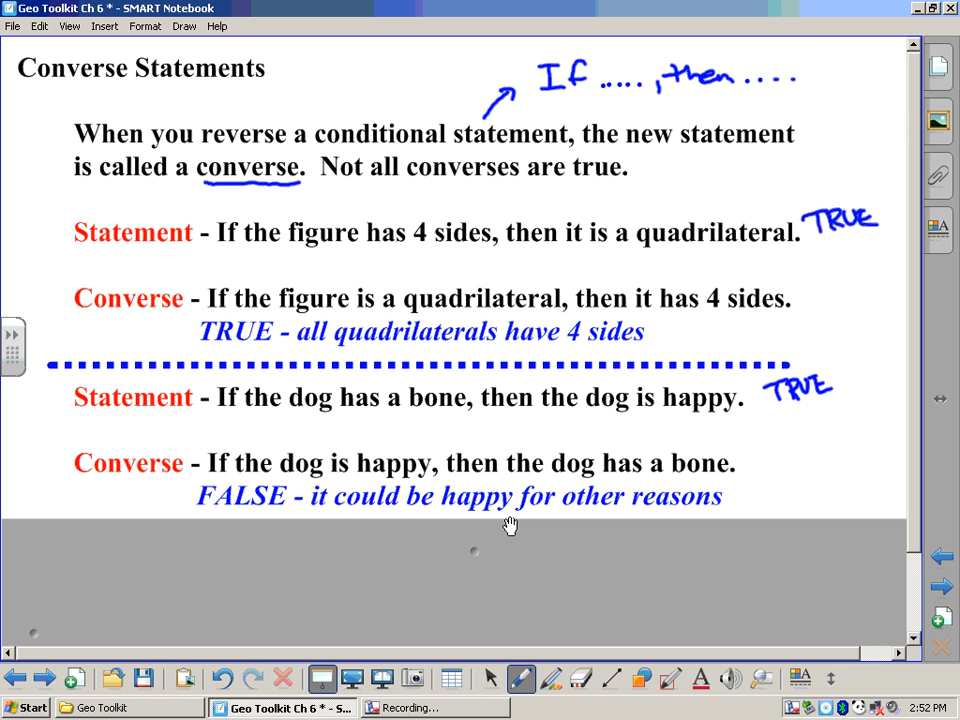 Geo Toolkit Ch 6 * - SMART Notebook
File Edit View Insert Format Draw Help
Converse Statements
If ....., then ....
When you reverse a conditional statement, the new statement
is called a converse. Not all converses are true.
Statement - If the figure has 4 sides, then it is a quadrilateral. TRUE
Converse - If the figure is a quadrilateral, then it has 4 sides.
TRUE - all quadrilaterals have 4 sides
Statement - If the dog has a bone, then the dog is happy. TRUE
Converse - If the dog is happy, then the dog has a bone.
FALSE - it could be happy for other reasons
Start Geo Toolkit Geo Toolkit Ch 6 * - S... Recording... 2:52 PM